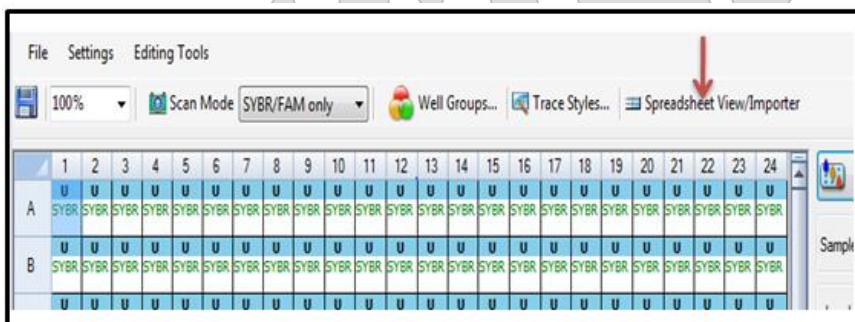 File Settings Editing Tools
100% Scan Mode SYBR/FAM only Well Groups... Trace Styles... Spreadsheet View/Importer
1 2 3 4 5 6 7 8 9 10 11 12 13 14 15 16 17 18 19 20 21 22 23 24
U U U U U U U U U U U U U U U U U U U U U U U U
A SYBR SYBR SYBR SYBR SYBR SYBR SYBR SYBR SYBR SYBR SYBR SYBR SYBR SYBR SYBR SYBR SYBR SYBR SYBR SYBR SYBR SYBR SYBR SYBR
U U U U U U U U U U U U U U U U U U U U U U U U
B SYBR SYBR SYBR SYBR SYBR SYBR SYBR SYBR SYBR SYBR SYBR SYBR SYBR SYBR SYBR SYBR SYBR SYBR SYBR SYBR SYBR SYBR SYBR SYBR
Sample
U U U U U U U U U U U U U U U U U U U U U U U U